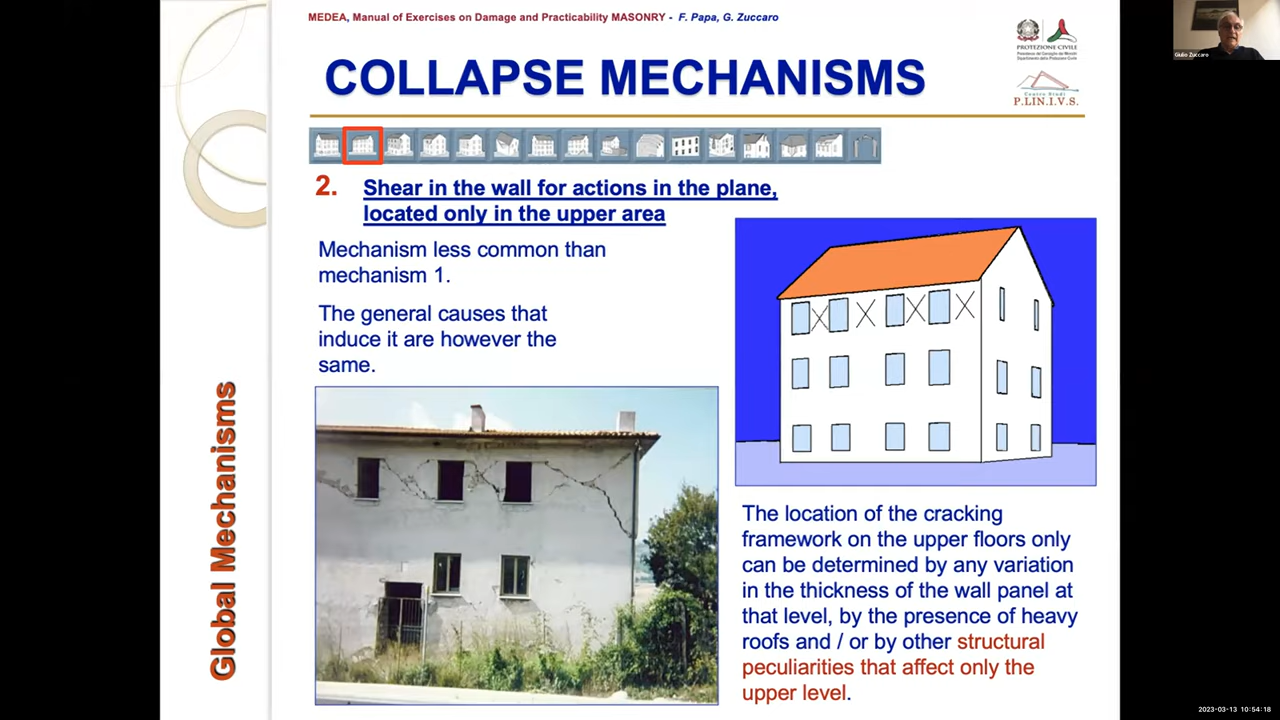 MEDEA, Manual of Exercises on Damage and Practicability MASONRY - F. Papa, G. Zuccaro
PROTEZIONE CIVILE
Presidenza del Consiglio dei Ministri
Dipartimento della Protezione Civile
Centro Studi
P.LIN.I.V.S.
Giulio Zuccaro
COLLAPSE MECHANISMS
2. Shear in the wall for actions in the plane,
located only in the upper area
Mechanism less common than
mechanism 1.
The general causes that
induce it are however the
same.
Global Mechanisms
The location of the cracking
framework on the upper floors only
can be determined by any variation
in the thickness of the wall panel at
that level, by the presence of heavy
roofs and / or by other structural
peculiarities that affect only the
upper level.
2023-03-13 10:54:18